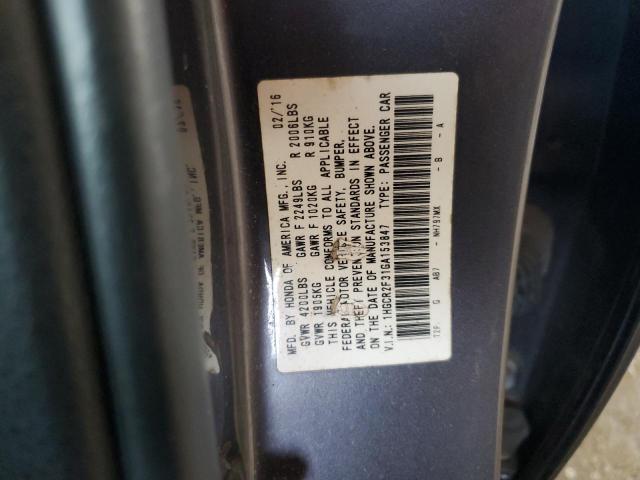 MFD. BY HONDA OF AMERICA MFG., INC. 02/16
GVWR 4200LBS GAWR F 2249LBS R 2006LBS
GVWR 1905KG GAWR F 1020KG R 910KG
THIS VEHICLE CONFORMS TO ALL APPLICABLE
FEDERAL MOTOR VEHICLE SAFETY, BUMPER,
AND THEFT PREVENTION STANDARDS IN EFFECT
ON THE DATE OF MANUFACTURE SHOWN ABOVE.
V.I.N.: 1HGCR2F31GA153847 TYPE: PASSENGER CAR
T2F G AB7 NH797MX - B - A